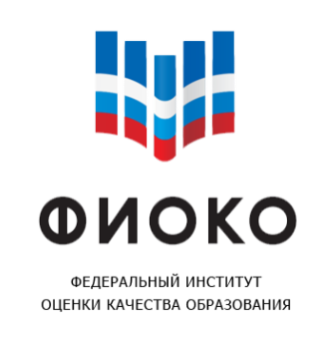 ФИОКО
ФЕДЕРАЛЬНЫЙ ИНСТИТУТ
ОЦЕНКИ КАЧЕСТВА ОБРАЗОВАНИЯ